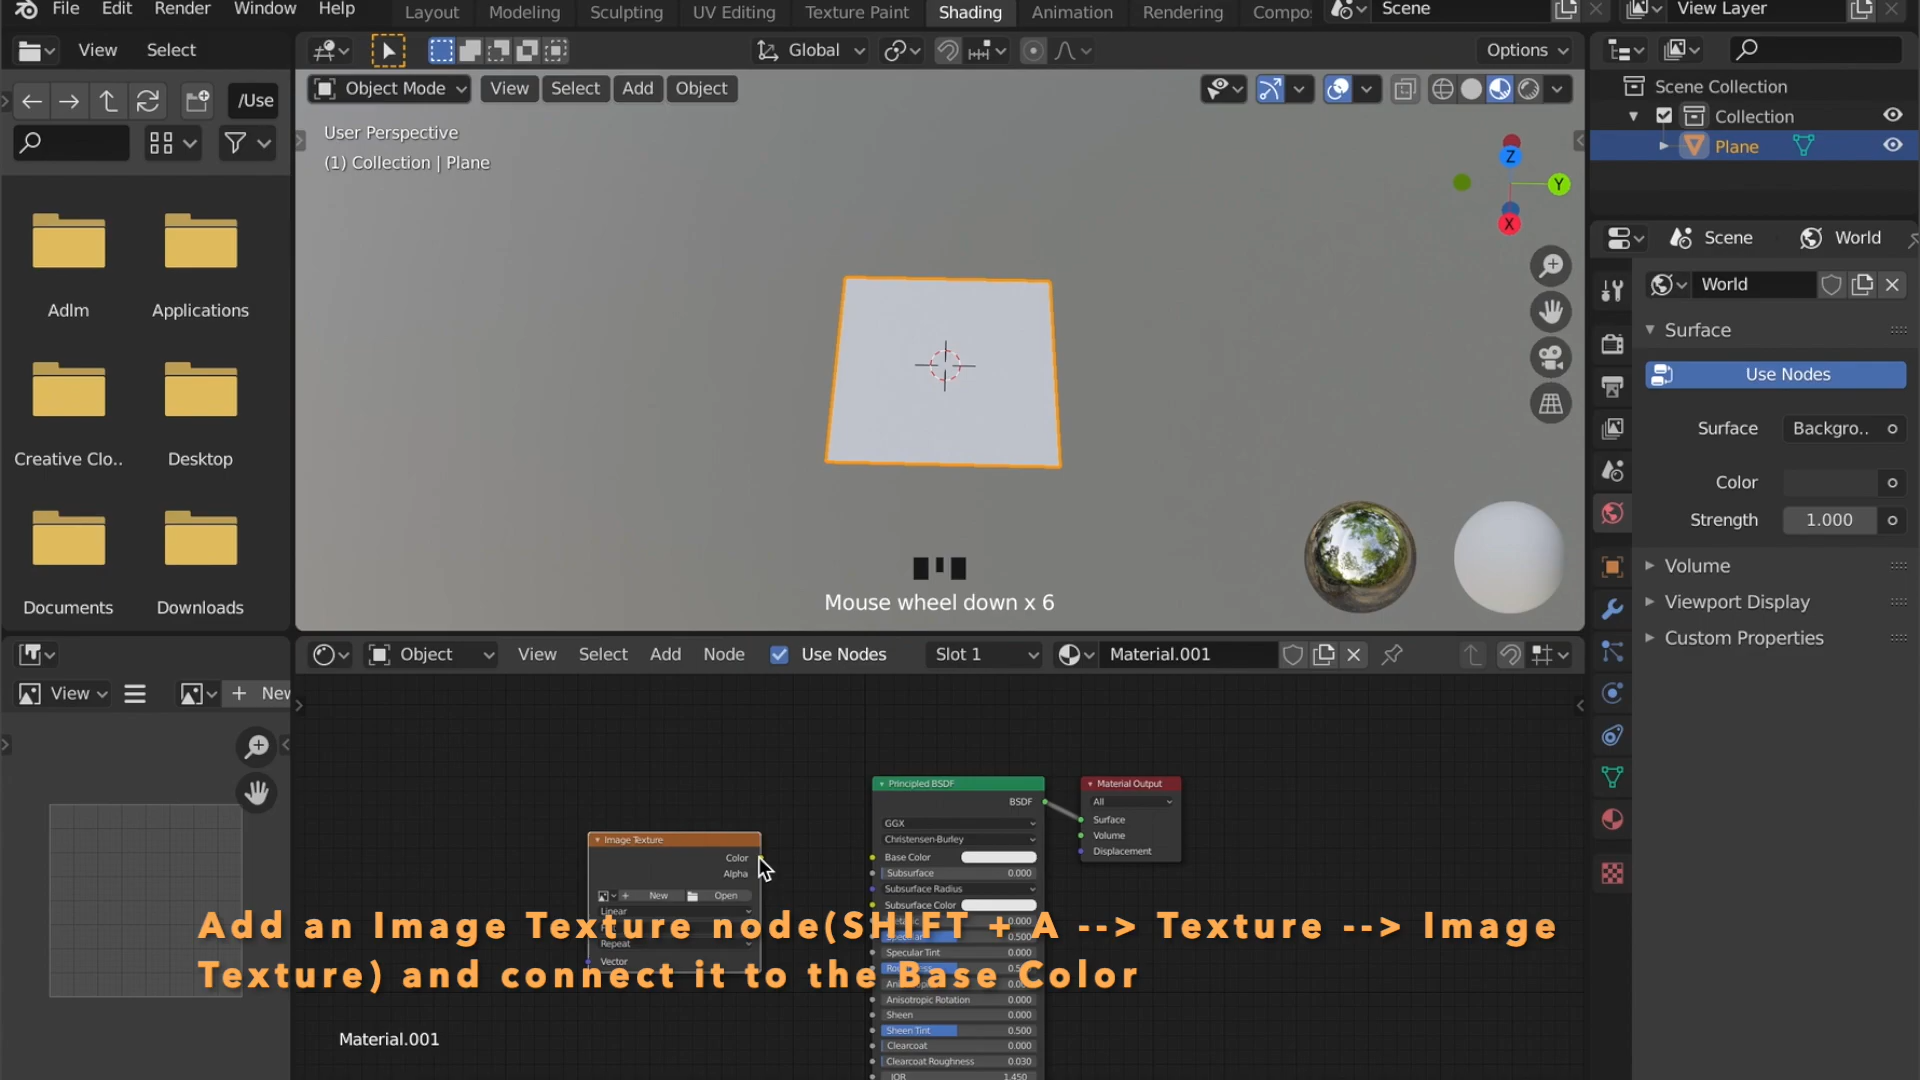 File Edit Render Window Help Layout Modeling Sculpting UV Editing Texture Paint Shading Animation Rendering Compo: Scene View Layer
View Select Global Options
/Use Object Mode View Select Add Object Scene Collection
User Perspective Collection
(1) Collection | Plane Plane
Z
Y
X
Scene World
World
Surface
Use Nodes
Surface Backgro..
Color
Strength 1.000
Volume
Viewport Display
Custom Properties
Adlm Applications
Creative Clo.. Desktop
Documents Downloads
Mouse wheel down x 6
Object View Select Add Node Use Nodes Slot 1 Material.001
View + New
Principled BSDF
BSDF
GGX
Christensen-Burley
Base Color
Subsurface 0.000
Subsurface Radius
Subsurface Color
0.000
0.500
Specular Tint 0.000
0.000
Anisotropic Rotation 0.000
Sheen 0.000
Sheen Tint 0.500
Clearcoat 0.000
Clearcoat Roughness 0.030
IOR 1.450
Material Output
All
Surface
Volume
Displacement
Image Texture
Color
Alpha
+ New Open
Linear
Repeat
Vector
Add an Image Texture node(SHIFT + A --> Texture --> Image
Texture) and connect it to the Base Color
Material.001